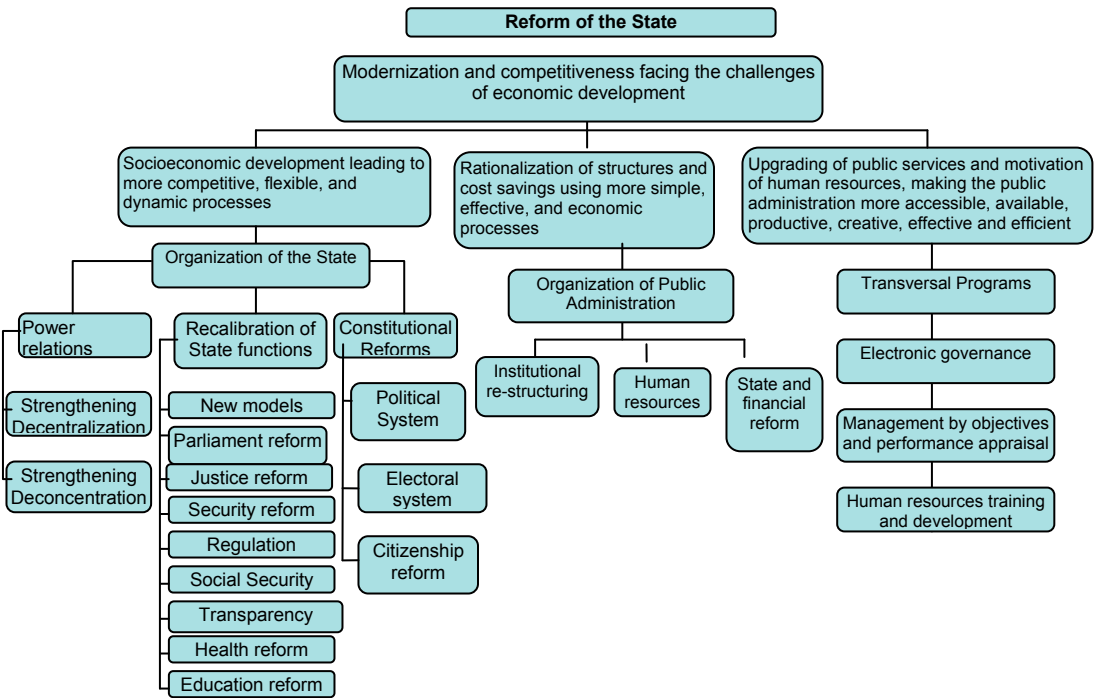 Reform of the State
Modernization and competitiveness facing the challenges
of economic development
Socioeconomic development leading to
more competitive, flexible, and
dynamic processes
Rationalization of structures and
cost savings using more simple,
effective, and economic
processes
Upgrading of public services and motivation
of human resources, making the public
administration more accessible, available,
productive, creative, effective and efficient
Organization of the State
Organization of Public
Administration
Transversal Programs
Power
relations
Recalibration of
State functions
Constitutional
Reforms
Institutional
re-structuring
Human
resources
State and
financial
reform
Electronic governance
Strengthening
Decentralization
Strengthening
Deconcentration
New models
Parliament reform
Justice reform
Security reform
Regulation
Social Security
Transparency
Health reform
Education reform
Political
System
Electoral
system
Citizenship
reform
Management by objectives
and performance appraisal
Human resources training
and development